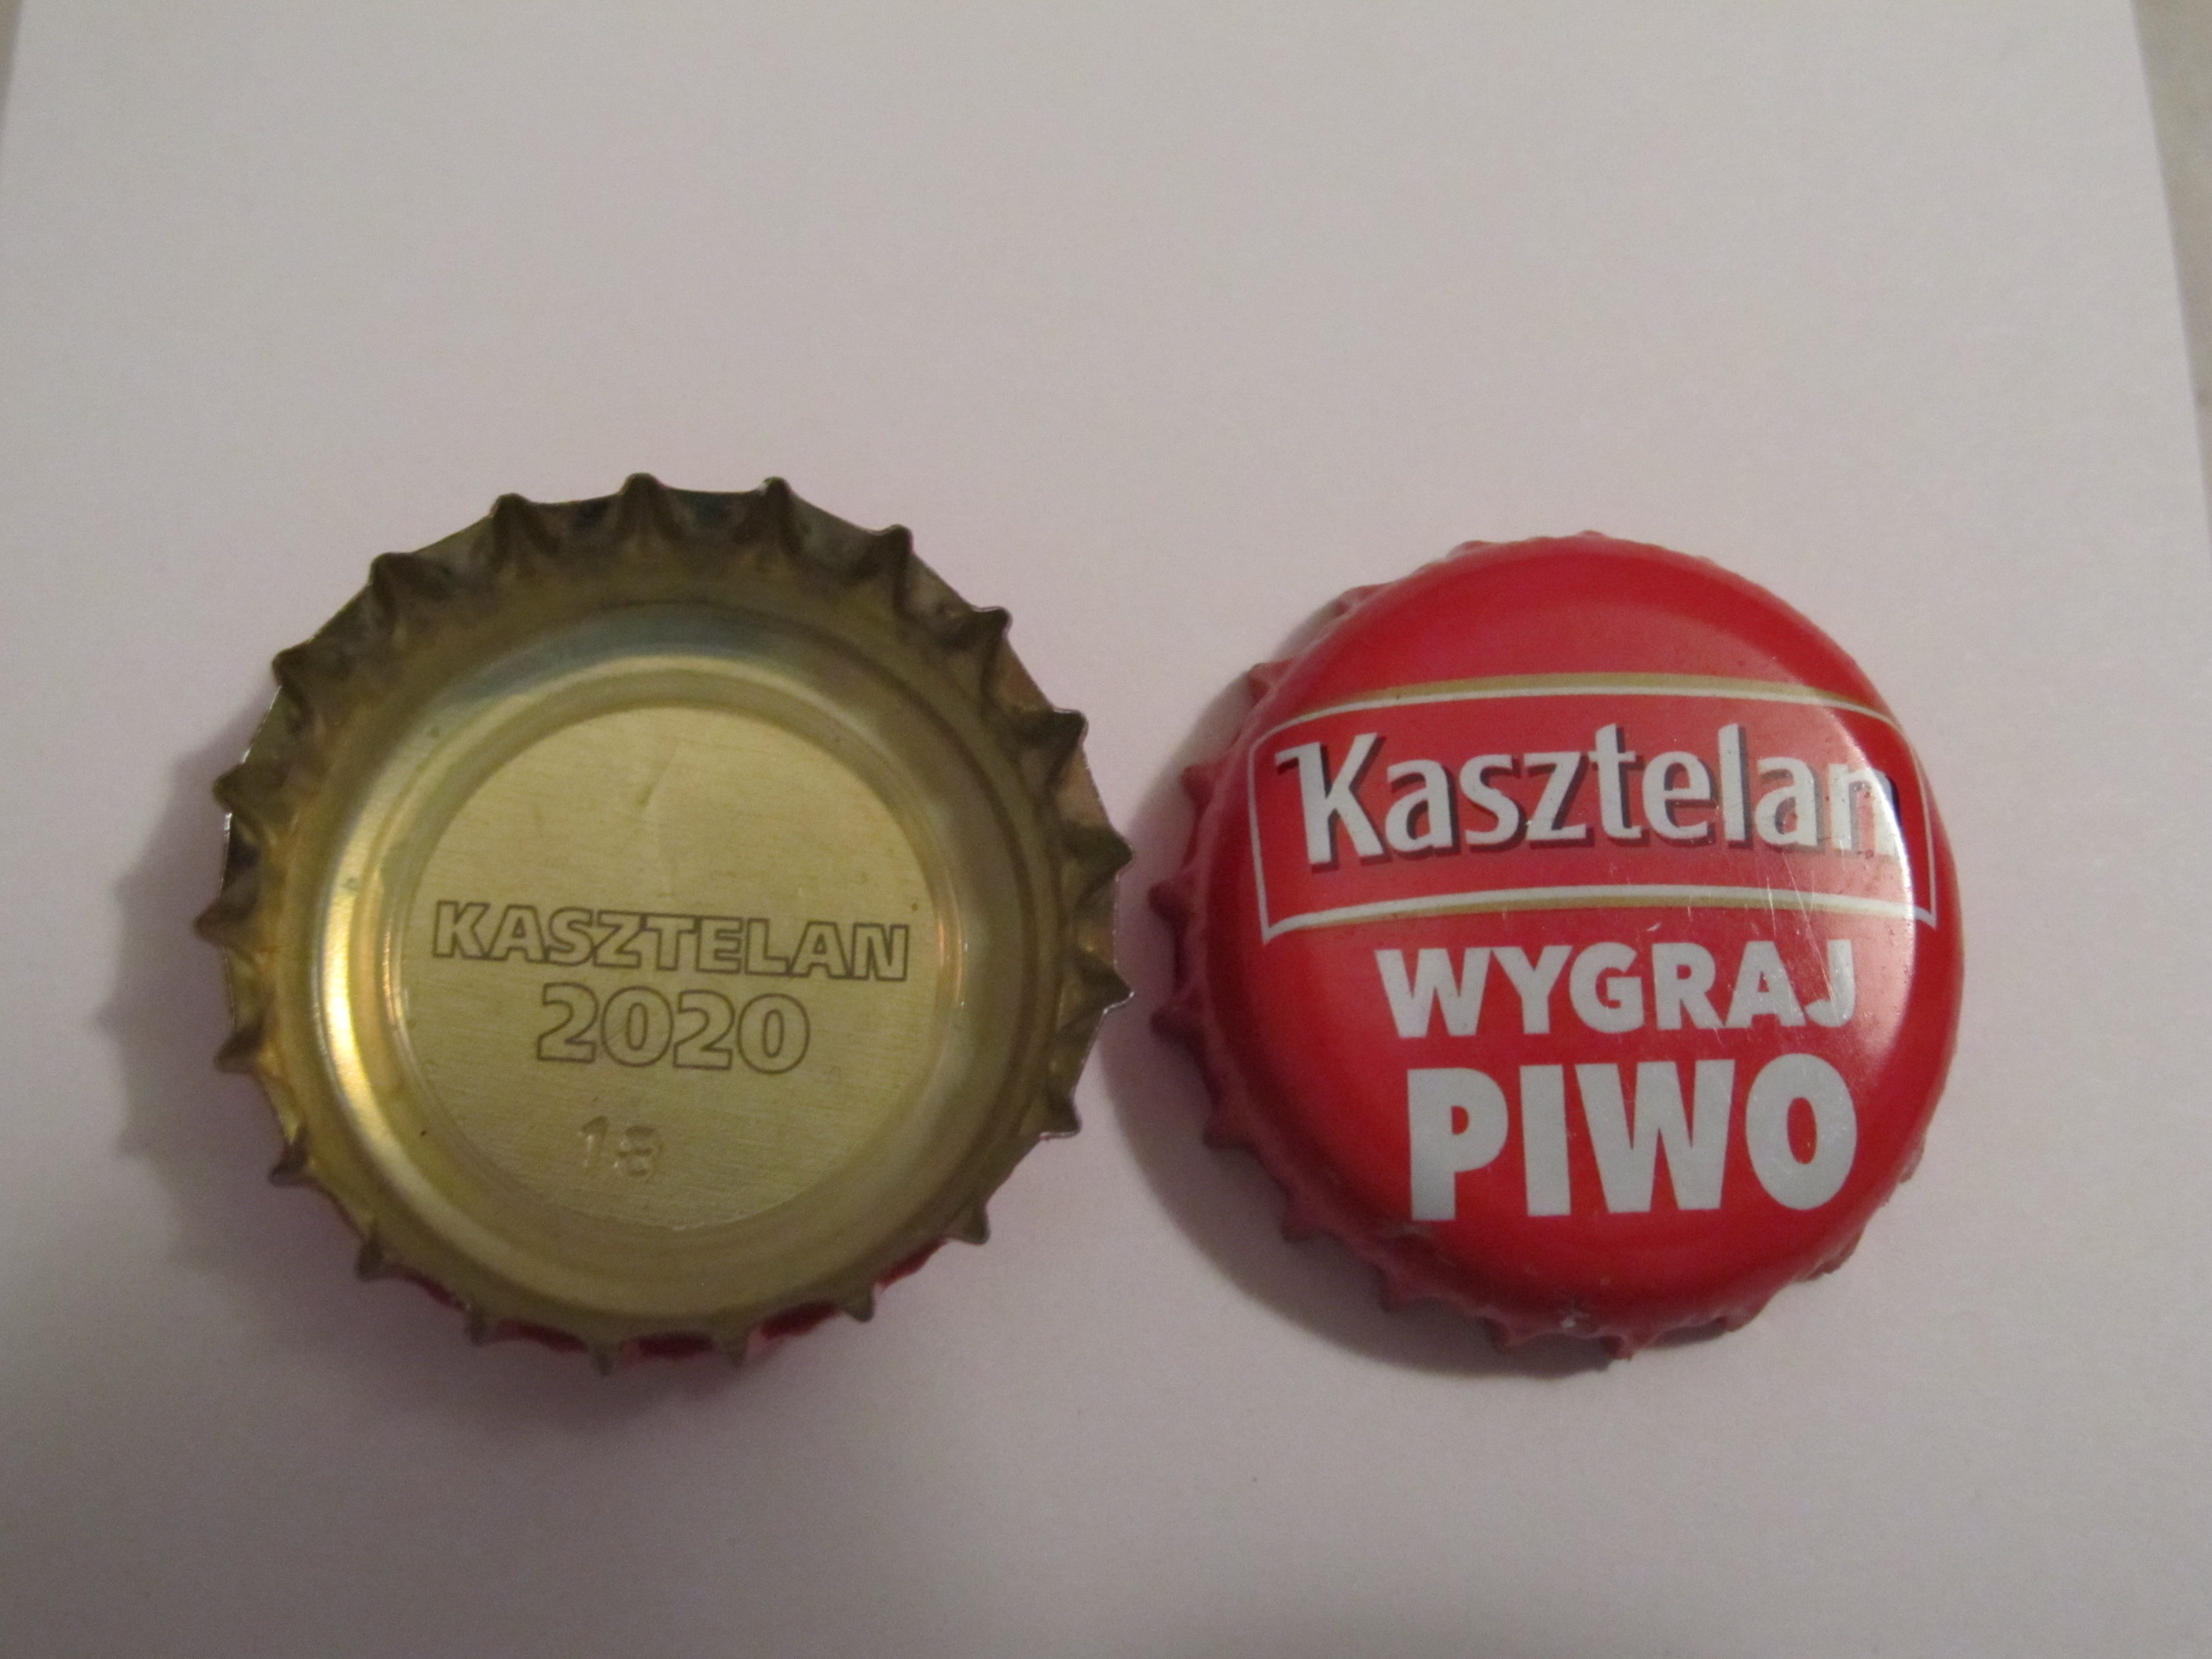 KASZTELAN
2020
18
Kasztelan
WYGRAJ
PIWO